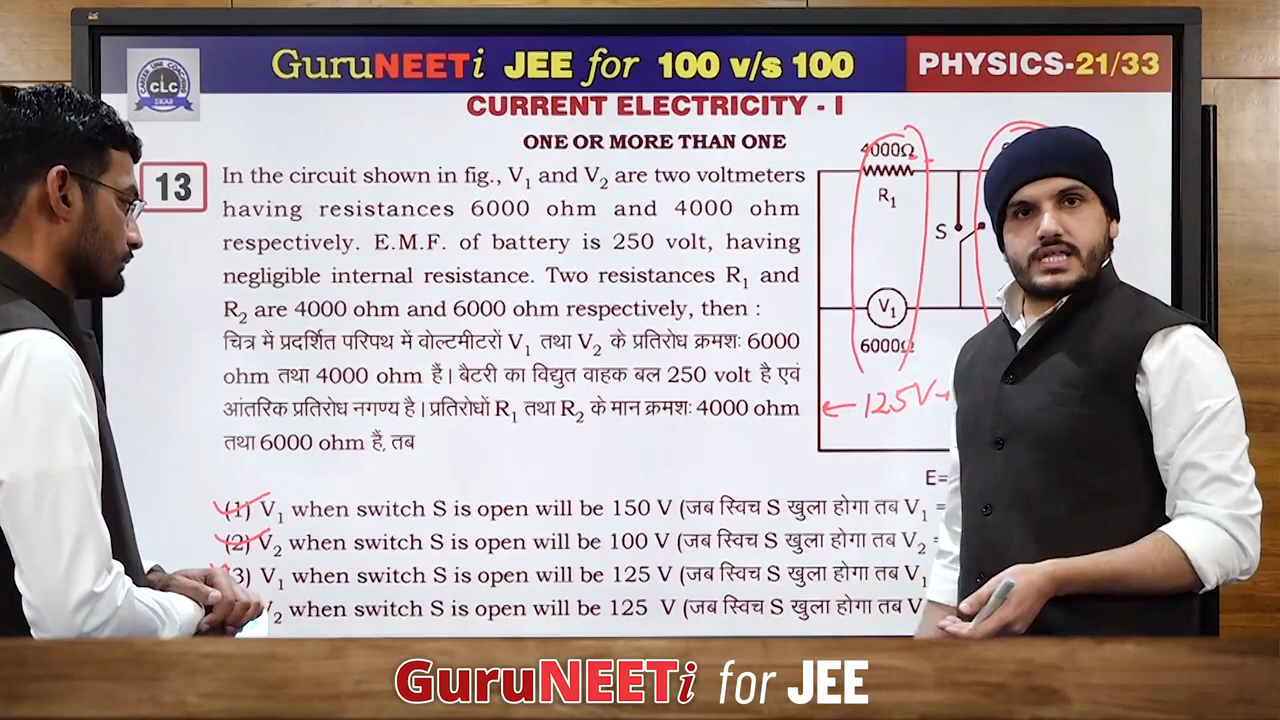 GuruNEETi JEE for 100 v/s 100
PHYSICS-21/33
CLC
SIKAR
CURRENT ELECTRICITY - I
ONE OR MORE THAN ONE
13
In the circuit shown in fig., V1 and V2 are two voltmeters
having resistances 6000 ohm and 4000 ohm
respectively. E.M.F. of battery is 250 volt, having
negligible internal resistance. Two resistances R1 and
R2 are 4000 ohm and 6000 ohm respectively, then :
चित्र में प्रदर्शित परिपथ में वोल्टमीटरों V1 तथा V2 के प्रतिरोध क्रमशः 6000
ohm तथा 4000 ohm हैं। बैटरी का विद्युत वाहक बल 250 volt है एवं
आंतरिक प्रतिरोध नगण्य है। प्रतिरोधों R1 तथा R2 के मान क्रमशः 4000 ohm
तथा 6000 ohm हैं, तब
4000Ω
R1
S
V1
6000Ω
125V
E=
(1) V1 when switch S is open will be 150 V (जब स्विच S खुला होगा तब V1 =
(2) V2 when switch S is open will be 100 V (जब स्विच S खुला होगा तब V2 =
3) V1 when switch S is open will be 125 V (जब स्विच S खुला होगा तब V1
2 when switch S is open will be 125 V (जब स्विच S खुला होगा तब V
GuruNEETi for JEE